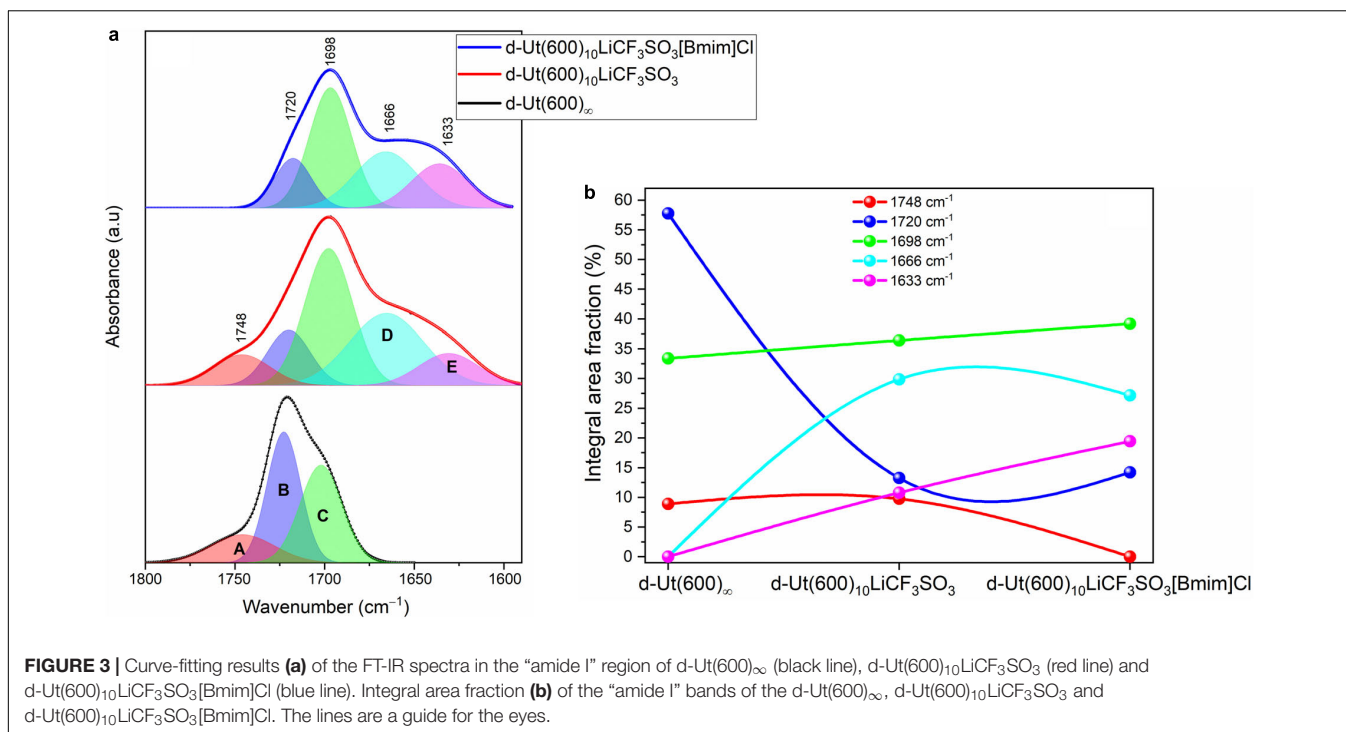 a
d-Ut(600)₁₀LiCF₃SO₃[Bmim]Cl
d-Ut(600)₁₀LiCF₃SO₃
d-Ut(600)∞
1720
1698
1666
1633
1748
D
E
A
B
C
Absorbance (a.u)
1800
1750
1700
1650
1600
Wavenumber (cm⁻¹)
b
1748 cm⁻¹
1720 cm⁻¹
1698 cm⁻¹
1666 cm⁻¹
1633 cm⁻¹
Integral area fraction (%)
60
55
50
45
40
35
30
25
20
15
10
5
0
d-Ut(600)∞
d-Ut(600)₁₀LiCF₃SO₃
d-Ut(600)₁₀LiCF₃SO₃[Bmim]Cl
FIGURE 3 | Curve-fitting results (a) of the FT-IR spectra in the “amide I” region of d-Ut(600)∞ (black line), d-Ut(600)₁₀LiCF₃SO₃ (red line) and
d-Ut(600)₁₀LiCF₃SO₃[Bmim]Cl (blue line). Integral area fraction (b) of the “amide I” bands of the d-Ut(600)∞, d-Ut(600)₁₀LiCF₃SO₃ and
d-Ut(600)₁₀LiCF₃SO₃[Bmim]Cl. The lines are a guide for the eyes.